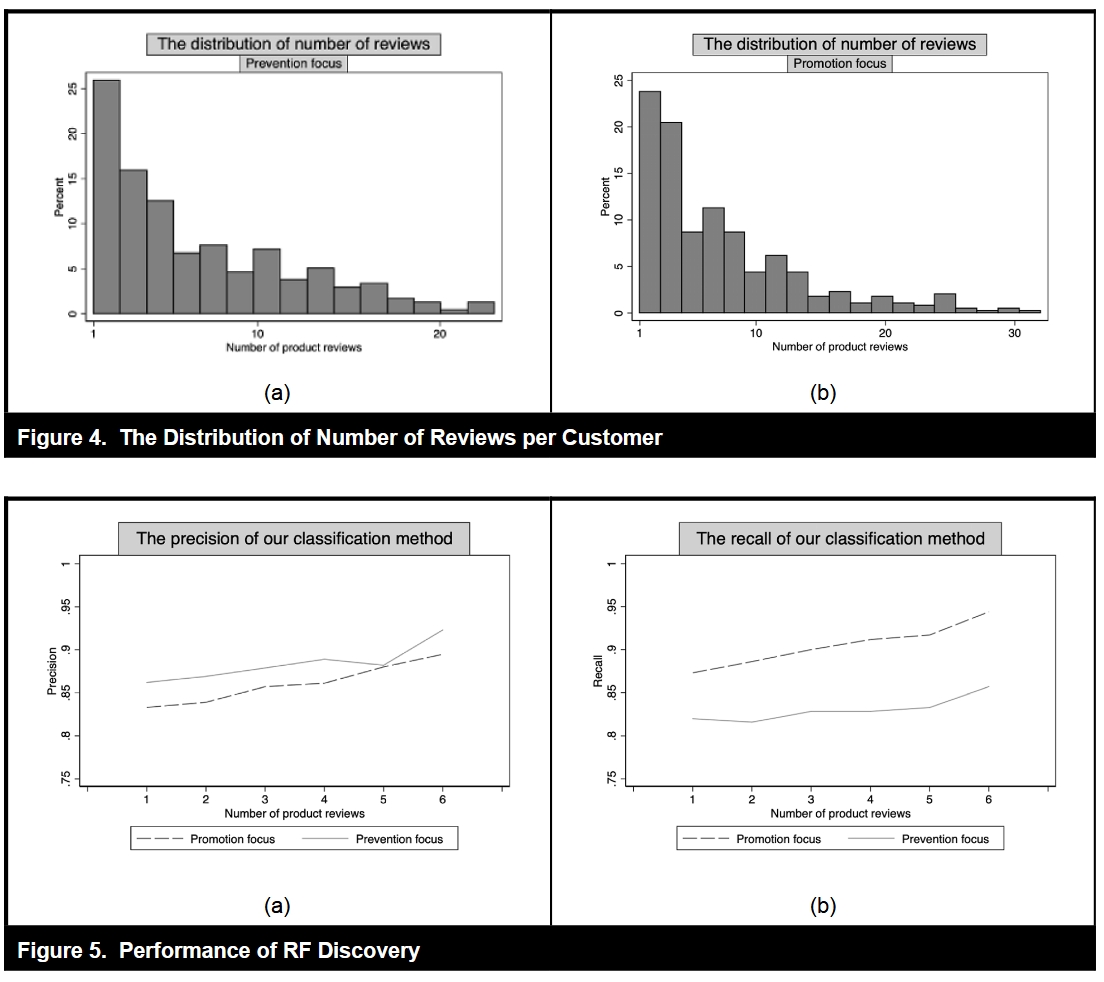 The distribution of number of reviews
Prevention focus
Percent
25
20
15
10
5
0
1 10 20
Number of product reviews
(a)
The distribution of number of reviews
Promotion focus
Percent
25
20
15
10
5
0
1 10 20 30
Number of product reviews
(b)
Figure 4. The Distribution of Number of Reviews per Customer
The precision of our classification method
Precision
1
.95
.9
.85
.8
.75
1 2 3 4 5 6
Number of product reviews
Promotion focus Prevention focus
(a)
The recall of our classification method
Recall
1
.95
.9
.85
.8
.75
1 2 3 4 5 6
Number of product reviews
Promotion focus Prevention focus
(b)
Figure 5. Performance of RF Discovery